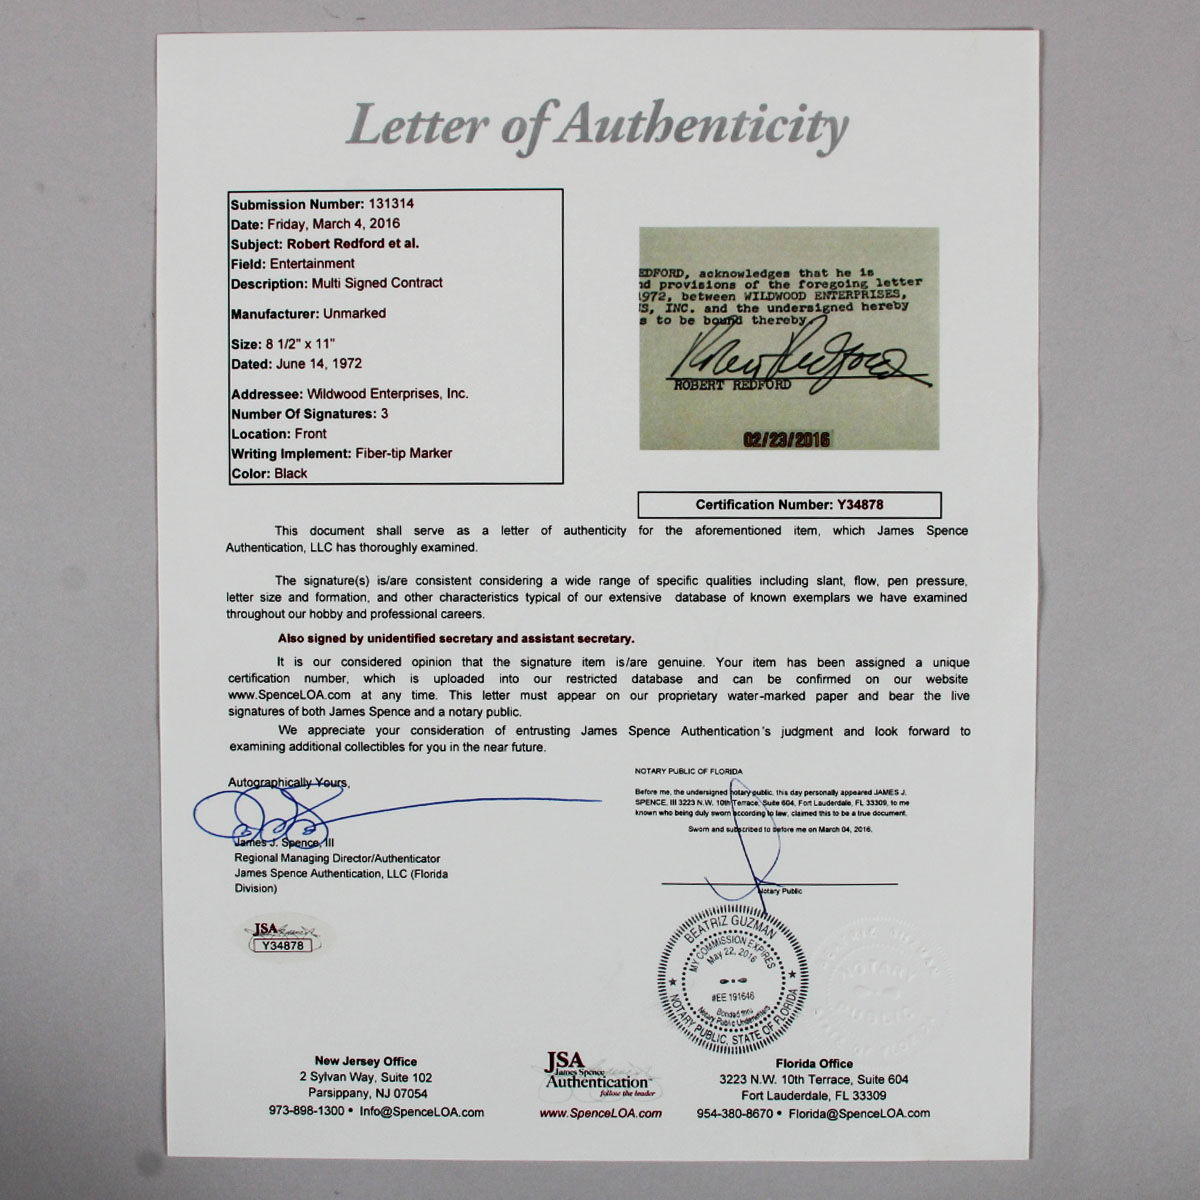 Letter of Authenticity
Submission Number: 131314
Date: Friday, March 4, 2016
Subject: Robert Redford et al.
Field: Entertainment
Description: Multi Signed Contract
Manufacturer: Unmarked
Size: 8 1/2" x 11"
Dated: June 14, 1972
Addressee: Wildwood Enterprises, Inc.
Number Of Signatures: 3
Location: Front
Writing Implement: Fiber-tip Marker
Color: Black
EDFORD, acknowledges that he is
nd provisions of the foregoing letter
1972, between WILDWOOD ENTERPRISES,
S, INC. and the undersigned hereby
s to be bound thereby.
Robert Redford
ROBERT REDFORD
02/23/2016
Certification Number: Y34878
This document shall serve as a letter of authenticity for the aforementioned item, which James Spence
Authentication, LLC has thoroughly examined.
The signature(s) is/are consistent considering a wide range of specific qualities including slant, flow, pen pressure,
letter size and formation, and other characteristics typical of our extensive database of known exemplars we have examined
throughout our hobby and professional careers.
Also signed by unidentified secretary and assistant secretary.
It is our considered opinion that the signature item is/are genuine. Your item has been assigned a unique
certification number, which is uploaded into our restricted database and can be confirmed on our website
www.SpenceLOA.com at any time. This letter must appear on our proprietary water-marked paper and bear the live
signatures of both James Spence and a notary public.
We appreciate your consideration of entrusting James Spence Authentication's judgment and look forward to
examining additional collectibles for you in the near future.
Autographically Yours,
James J. Spence, III
Regional Managing Director/Authenticator
James Spence Authentication, LLC (Florida
Division)
JSA
Y34878
NOTARY PUBLIC OF FLORIDA
Before me, the undersigned notary public, this day personally appeared JAMES J.
SPENCE, III 3223 N.W. 10th Terrace, Suite 604, Fort Lauderdale, FL 33309, to me
known who being duly sworn according to law, claimed this to be a true document.
Sworn and subscribed to before me on March 04, 2016.
Notary Public
BEATRIZ GUZMAN
MY COMMISSION EXPIRES
May 22, 2016
#EE 191646
Bonded thru
Notary Public Underwriters
NOTARY PUBLIC, STATE OF FLORIDA
NOTARY
PUBLIC
New Jersey Office
2 Sylvan Way, Suite 102
Parsippany, NJ 07054
973-898-1300 • Info@SpenceLOA.com
JSA
James Spence
Authentication
follow the leader
www.SpenceLOA.com
Florida Office
3223 N.W. 10th Terrace, Suite 604
Fort Lauderdale, FL 33309
954-380-8670 • Florida@SpenceLOA.com